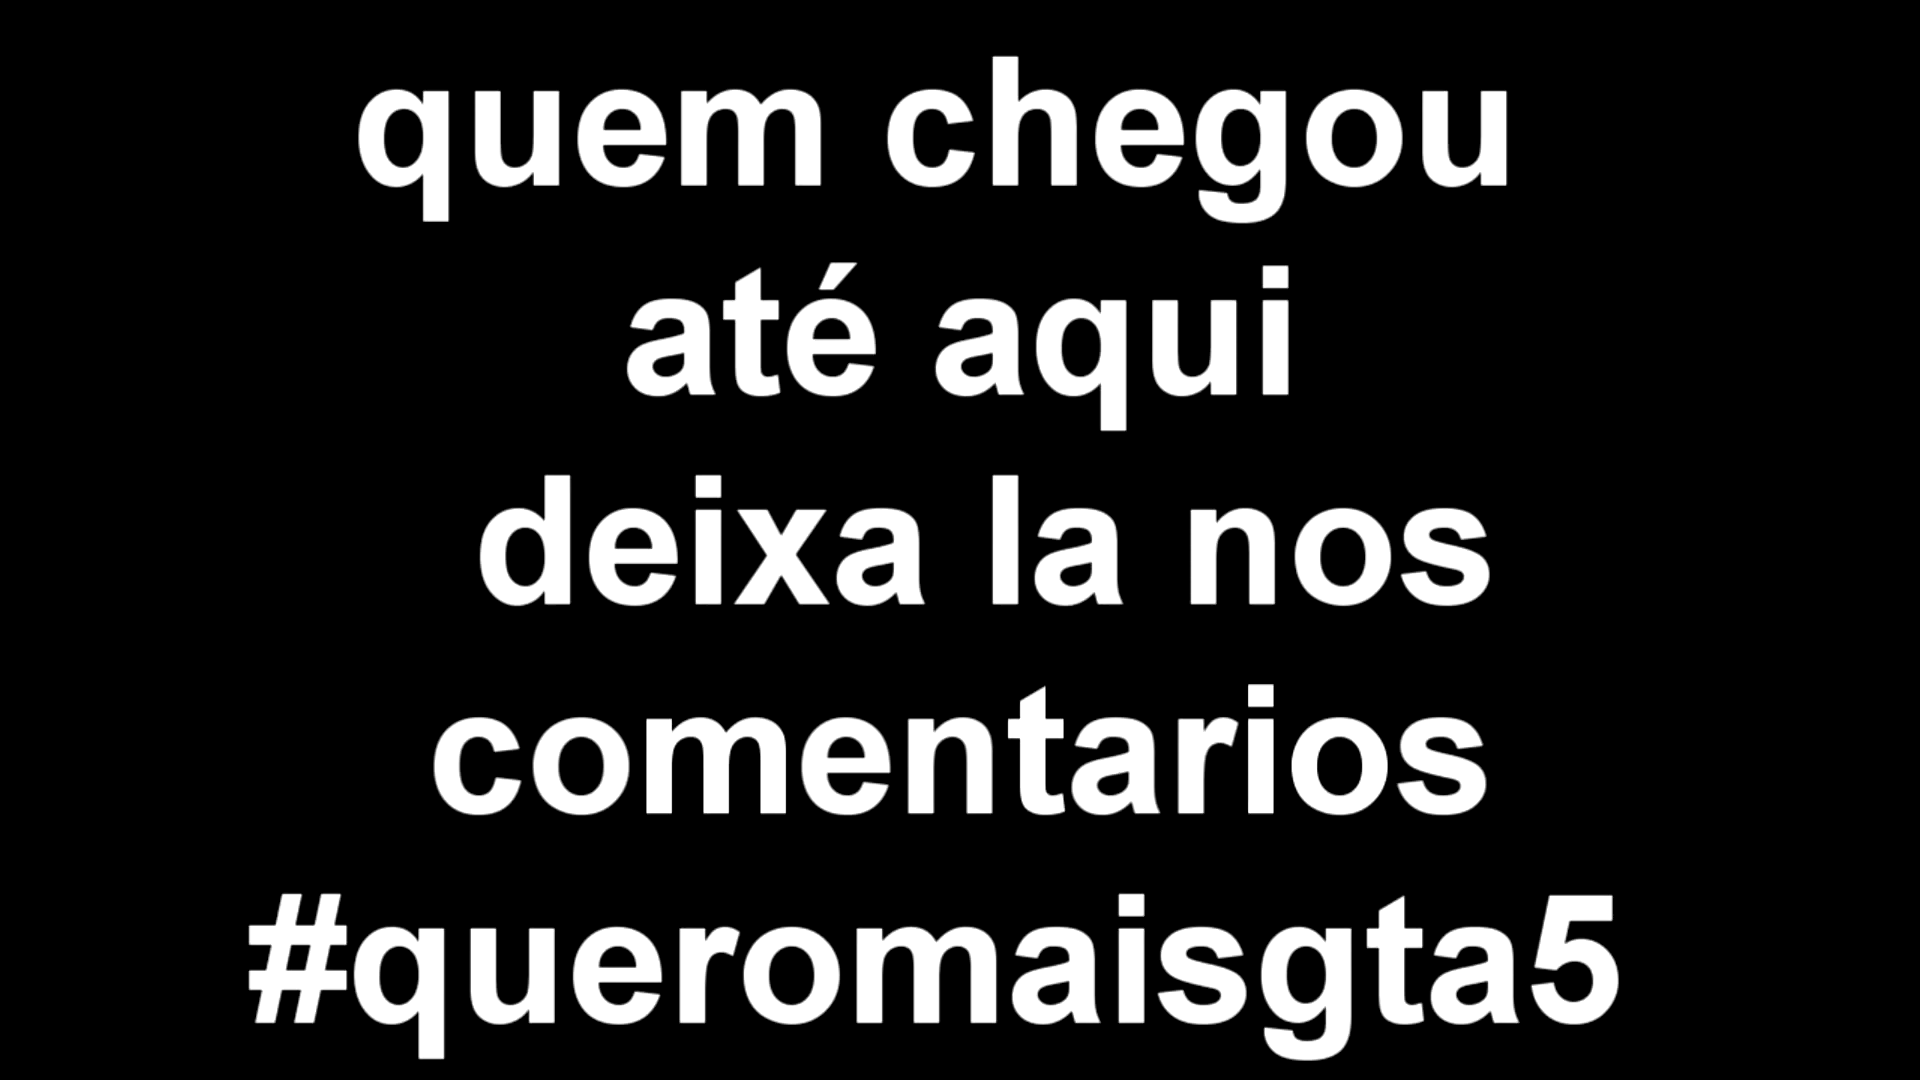 quem chegou
até aqui
deixa la nos
comentarios
#queromaisgta5